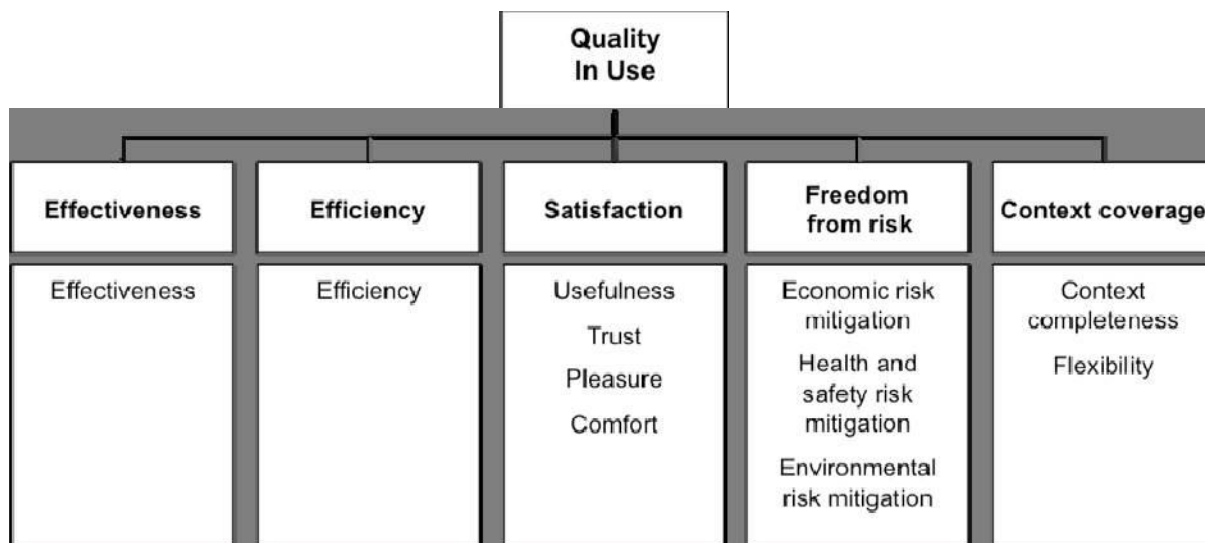 Quality
In Use
Effectiveness
Efficiency
Satisfaction
Freedom
from risk
Context coverage
Effectiveness
Efficiency
Usefulness
Trust
Pleasure
Comfort
Economic risk
mitigation
Health and
safety risk
mitigation
Environmental
risk mitigation
Context
completeness
Flexibility